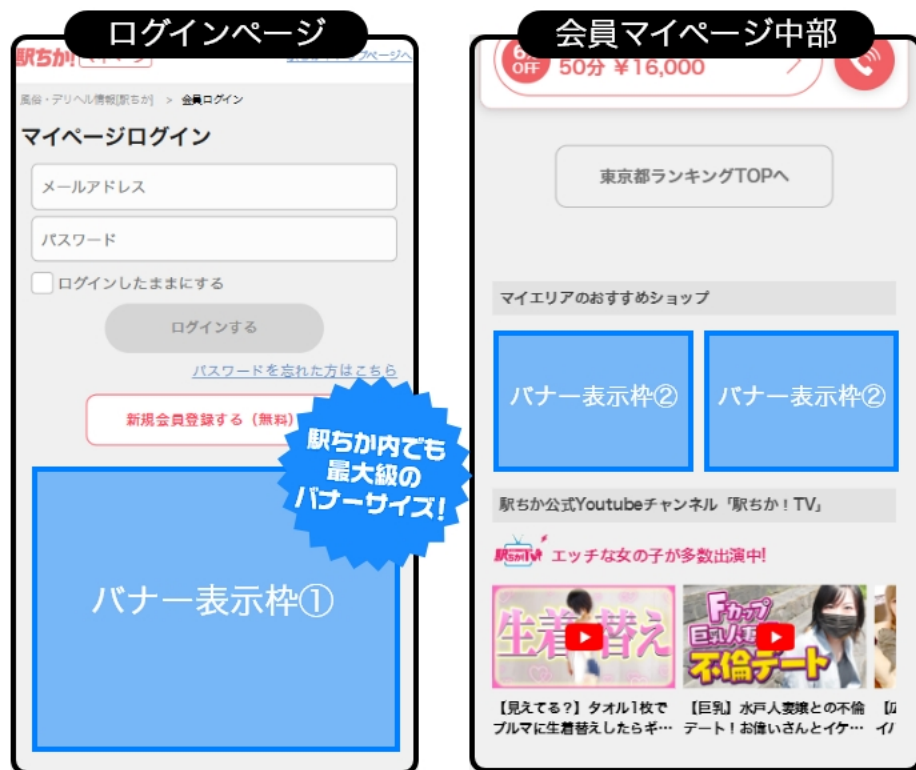 ログインページ
駅ちか!
風俗・デリヘル情報[駅ちか] > 会員ログイン
マイページログイン
メールアドレス
パスワード
ログインしたままにする
ログインする
パスワードを忘れた方はこちら
新規会員登録する（無料）
駅ちか内でも
最大級の
バナーサイズ!
バナー表示枠①
会員マイページ中部
OFF
50分 ¥16,000
東京都ランキングTOPへ
マイエリアのおすすめショップ
バナー表示枠②
バナー表示枠②
駅ちか公式Youtubeチャンネル「駅ちか！TV」
駅ちかTV
エッチな女の子が多数出演中!
生着替え
Fカップ
不倫デート
【見えてる？】タオル1枚で
ブルマに生着替えしたらギ…
【巨乳】水戸人妻嬢との不倫
デート！お偉いさんとイケ…